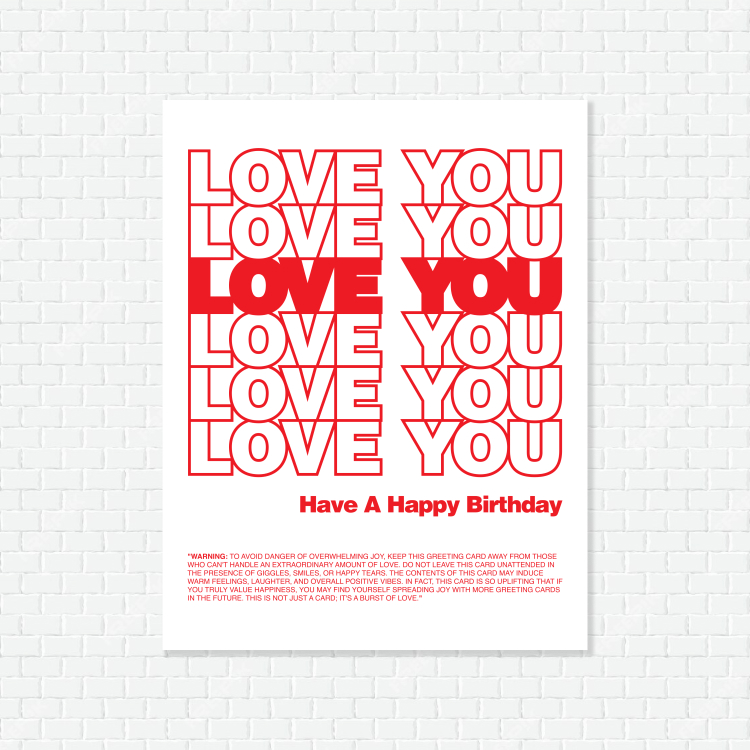 LOVE YOU
LOVE YOU
LOVE YOU
LOVE YOU
LOVE YOU
LOVE YOU
Have A Happy Birthday
"WARNING: TO AVOID DANGER OF OVERWHELMING JOY, KEEP THIS GREETING CARD AWAY FROM THOSE
WHO CAN'T HANDLE AN EXTRAORDINARY AMOUNT OF LOVE. DO NOT LEAVE THIS CARD UNATTENDED IN
THE PRESENCE OF GIGGLES, SMILES, OR HAPPY TEARS. THE CONTENTS OF THIS CARD MAY INDUCE
WARM FEELINGS, LAUGHTER, AND OVERALL POSITIVE VIBES. IN FACT, THIS CARD IS SO UPLIFTING THAT IF
YOU TRULY VALUE HAPPINESS, YOU MAY FIND YOURSELF SPREADING JOY WITH MORE GREETING CARDS
IN THE FUTURE. THIS IS NOT JUST A CARD; IT'S A BURST OF LOVE."